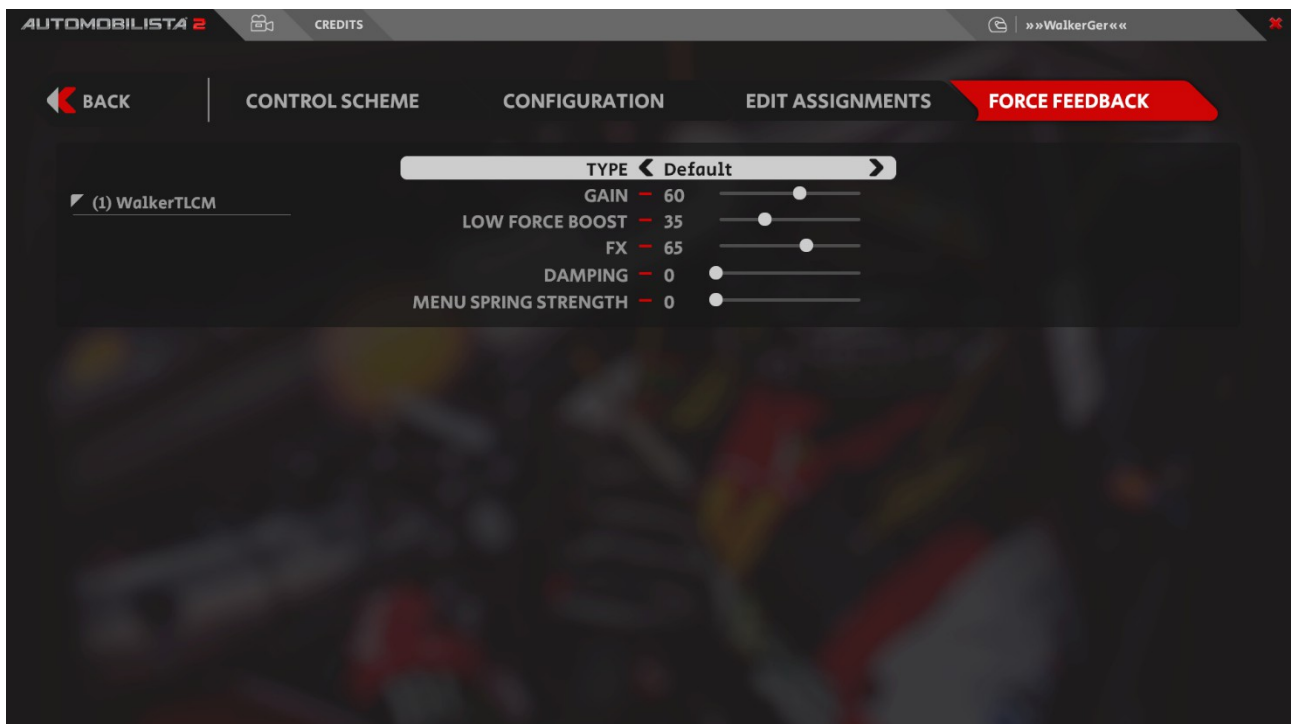 AUTOMOBILISTA 2 CREDITS »»WalkerGer««
BACK CONTROL SCHEME CONFIGURATION EDIT ASSIGNMENTS FORCE FEEDBACK
TYPE Default
(1) WalkerTLCM
GAIN 60
LOW FORCE BOOST 35
FX 65
DAMPING 0
MENU SPRING STRENGTH 0